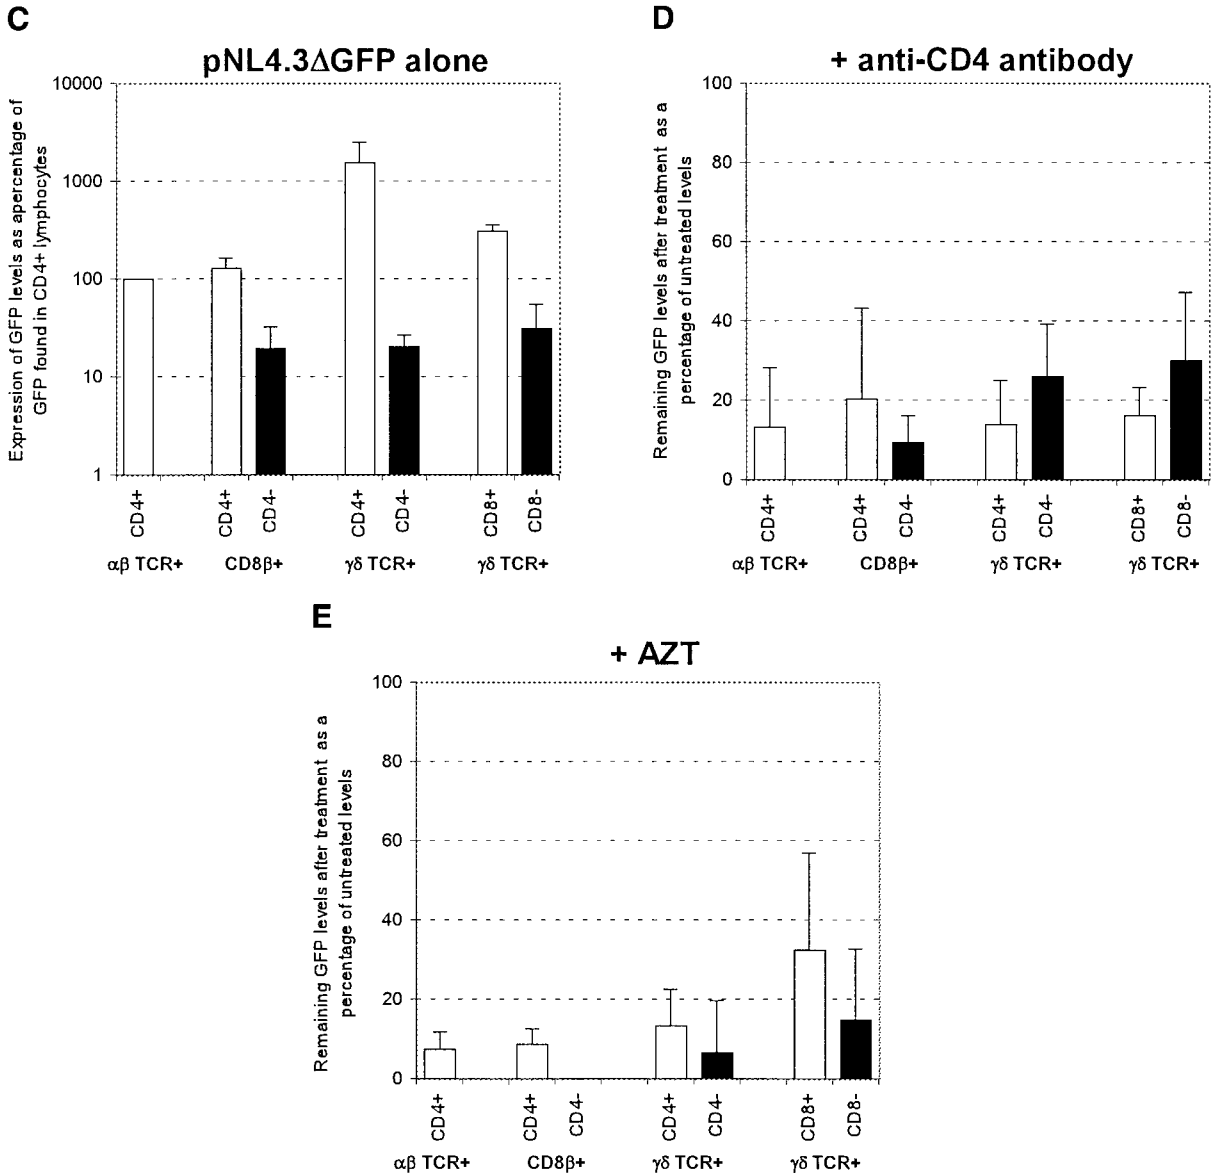 C
pNL4.3ΔGFP alone
Expression of GFP levels as apercentage of
GFP found in CD4+ lymphocytes
10000
1000
100
10
1
CD4+ CD4+ CD4- CD4+ CD4- CD8+ CD8-
αβ TCR+ CD8β+ γδ TCR+ γδ TCR+
D
+ anti-CD4 antibody
Remaining GFP levels after treatment as a
percentage of untreated levels
100
80
60
40
20
0
CD4+ CD4+ CD4- CD4+ CD4- CD8+ CD8-
αβ TCR+ CD8β+ γδ TCR+ γδ TCR+
E
+ AZT
Remaining GFP levels after treatment as a
percentage of untreated levels
100
80
60
40
20
0
CD4+ CD4+ CD4- CD4+ CD4- CD8+ CD8-
αβ TCR+ CD8β+ γδ TCR+ γδ TCR+